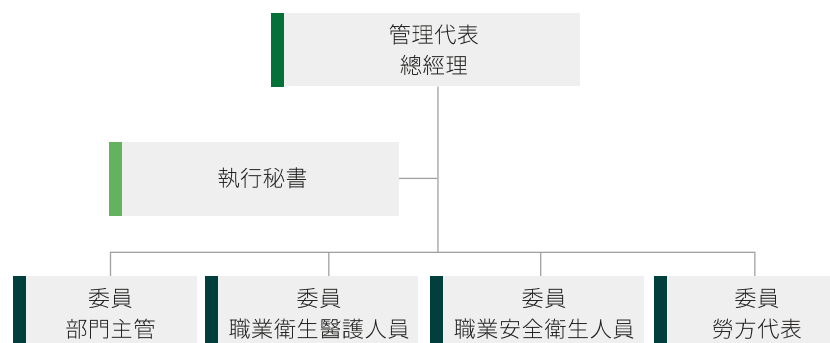 管理代表
總經理
執行秘書
委員
部門主管
委員
職業衛生醫護人員
委員
職業安全衛生人員
委員
勞方代表